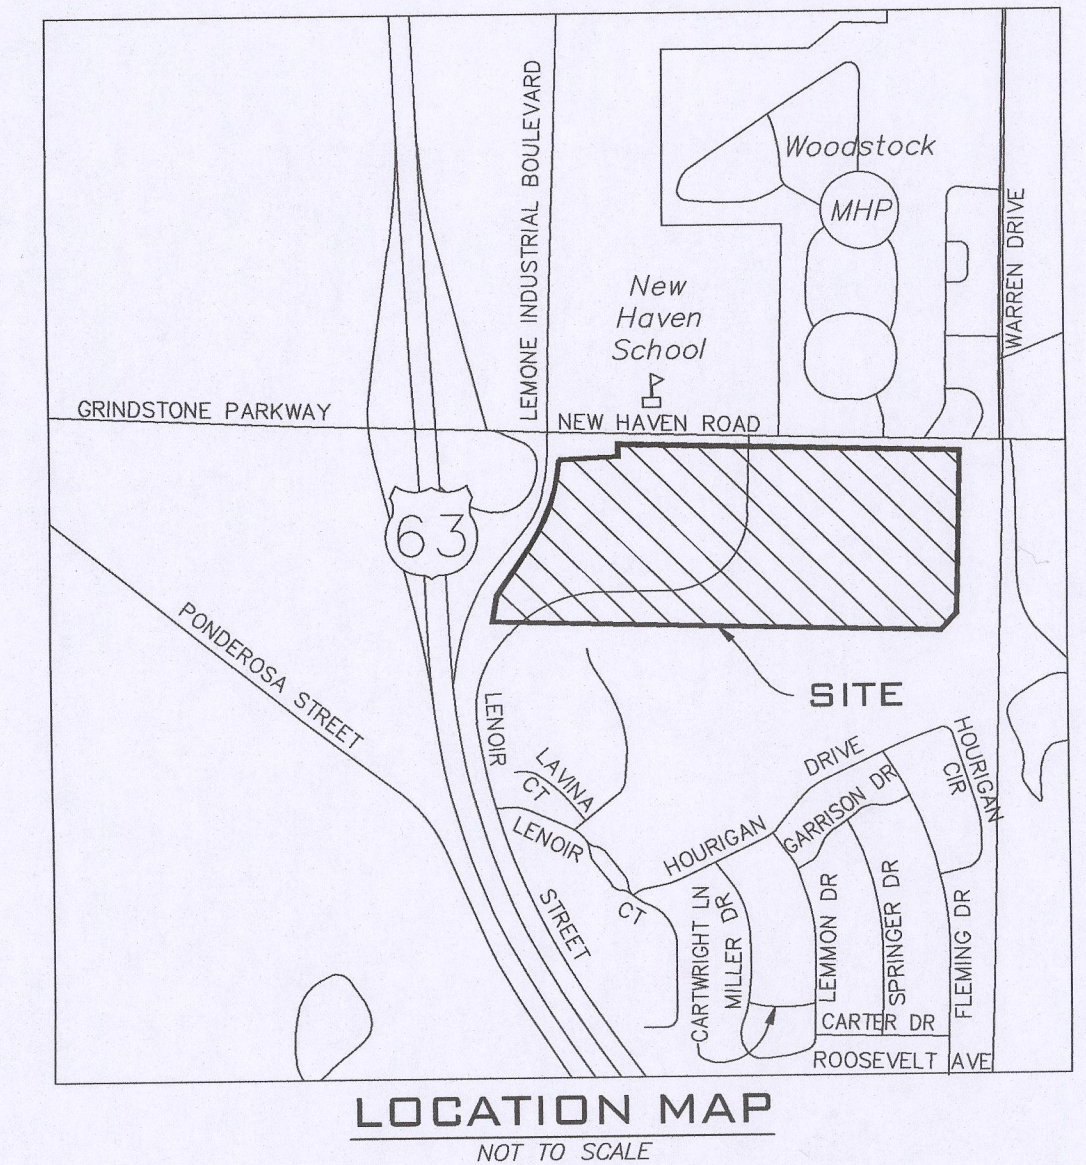 LEMONE INDUSTRIAL BOULEVARD
Woodstock
MHP
WARREN DRIVE
New
Haven
School
GRINDSTONE PARKWAY
NEW HAVEN ROAD
63
PONDEROSA STREET
SITE
LENOIR
STREET
LAVINA
CT
LENOIR
CT
HOURIGAN
DRIVE
GARRISON DR
HOURIGAN
CIR
CARTWRIGHT LN
MILLER DR
LEMMON DR
SPRINGER DR
FLEMING DR
CARTER DR
ROOSEVELT AVE
LOCATION MAP
NOT TO SCALE